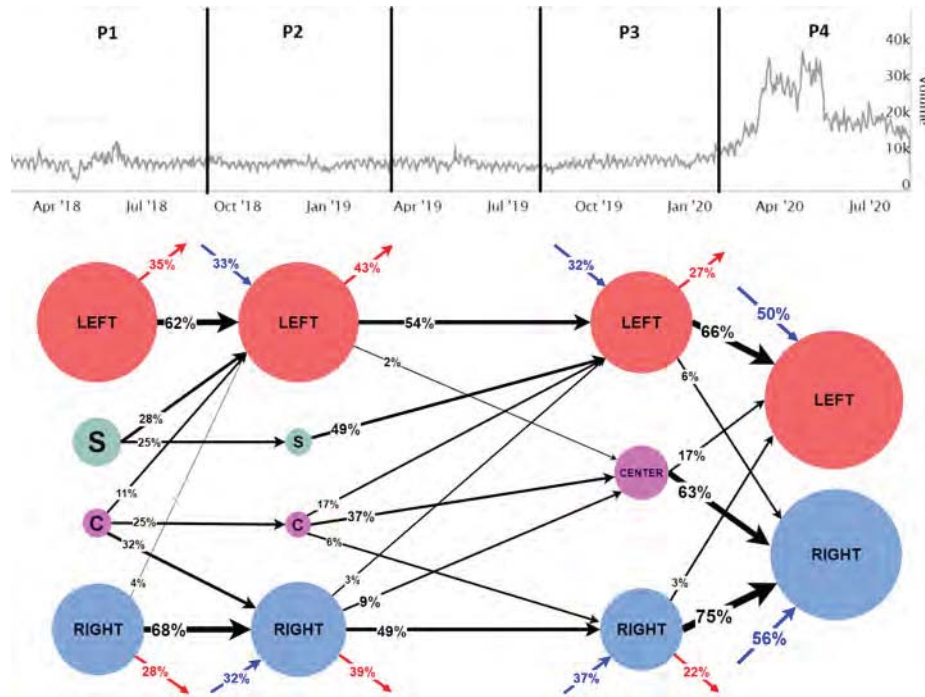 P1 P2 P3 P4
40k
30k
20k
10k
0
Volume
Apr '18 Jul '18 Oct '18 Jan '19 Apr '19 Jul '19 Oct '19 Jan '20 Apr '20 Jul '20
35% 33% 43% 32% 27%
50%
LEFT 62% LEFT 54% LEFT 66%
2% 6%
LEFT
28% 49%
S 25% S
17%
CENTER
63%
11% 17%
C 25% C 37%
32% 6%
RIGHT
4% 3% 3%
9%
75%
RIGHT 68% RIGHT 49% RIGHT
56%
28% 32% 39% 37% 22%